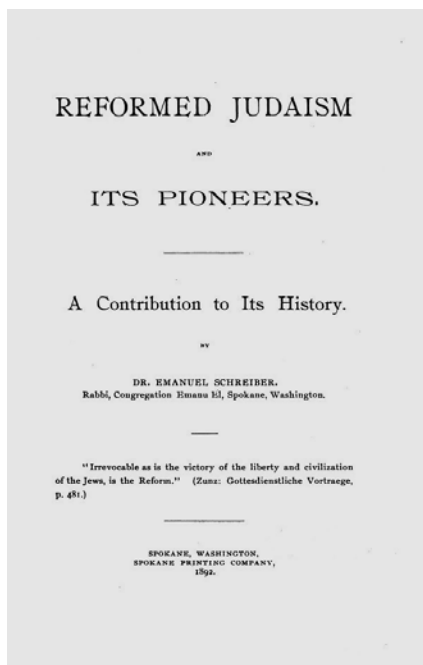 REFORMED JUDAISM
AND
ITS PIONEERS.
A Contribution to Its History.
BY
DR. EMANUEL SCHREIBER.
Rabbi, Congregation Emanu El, Spokane, Washington.
"Irrevocable as is the victory of the liberty and civilization
of the Jews, is the Reform." (Zunz: Gottesdienstliche Vortraege,
p. 481.)
SPOKANE, WASHINGTON,
SPOKANE PRINTING COMPANY,
1892.